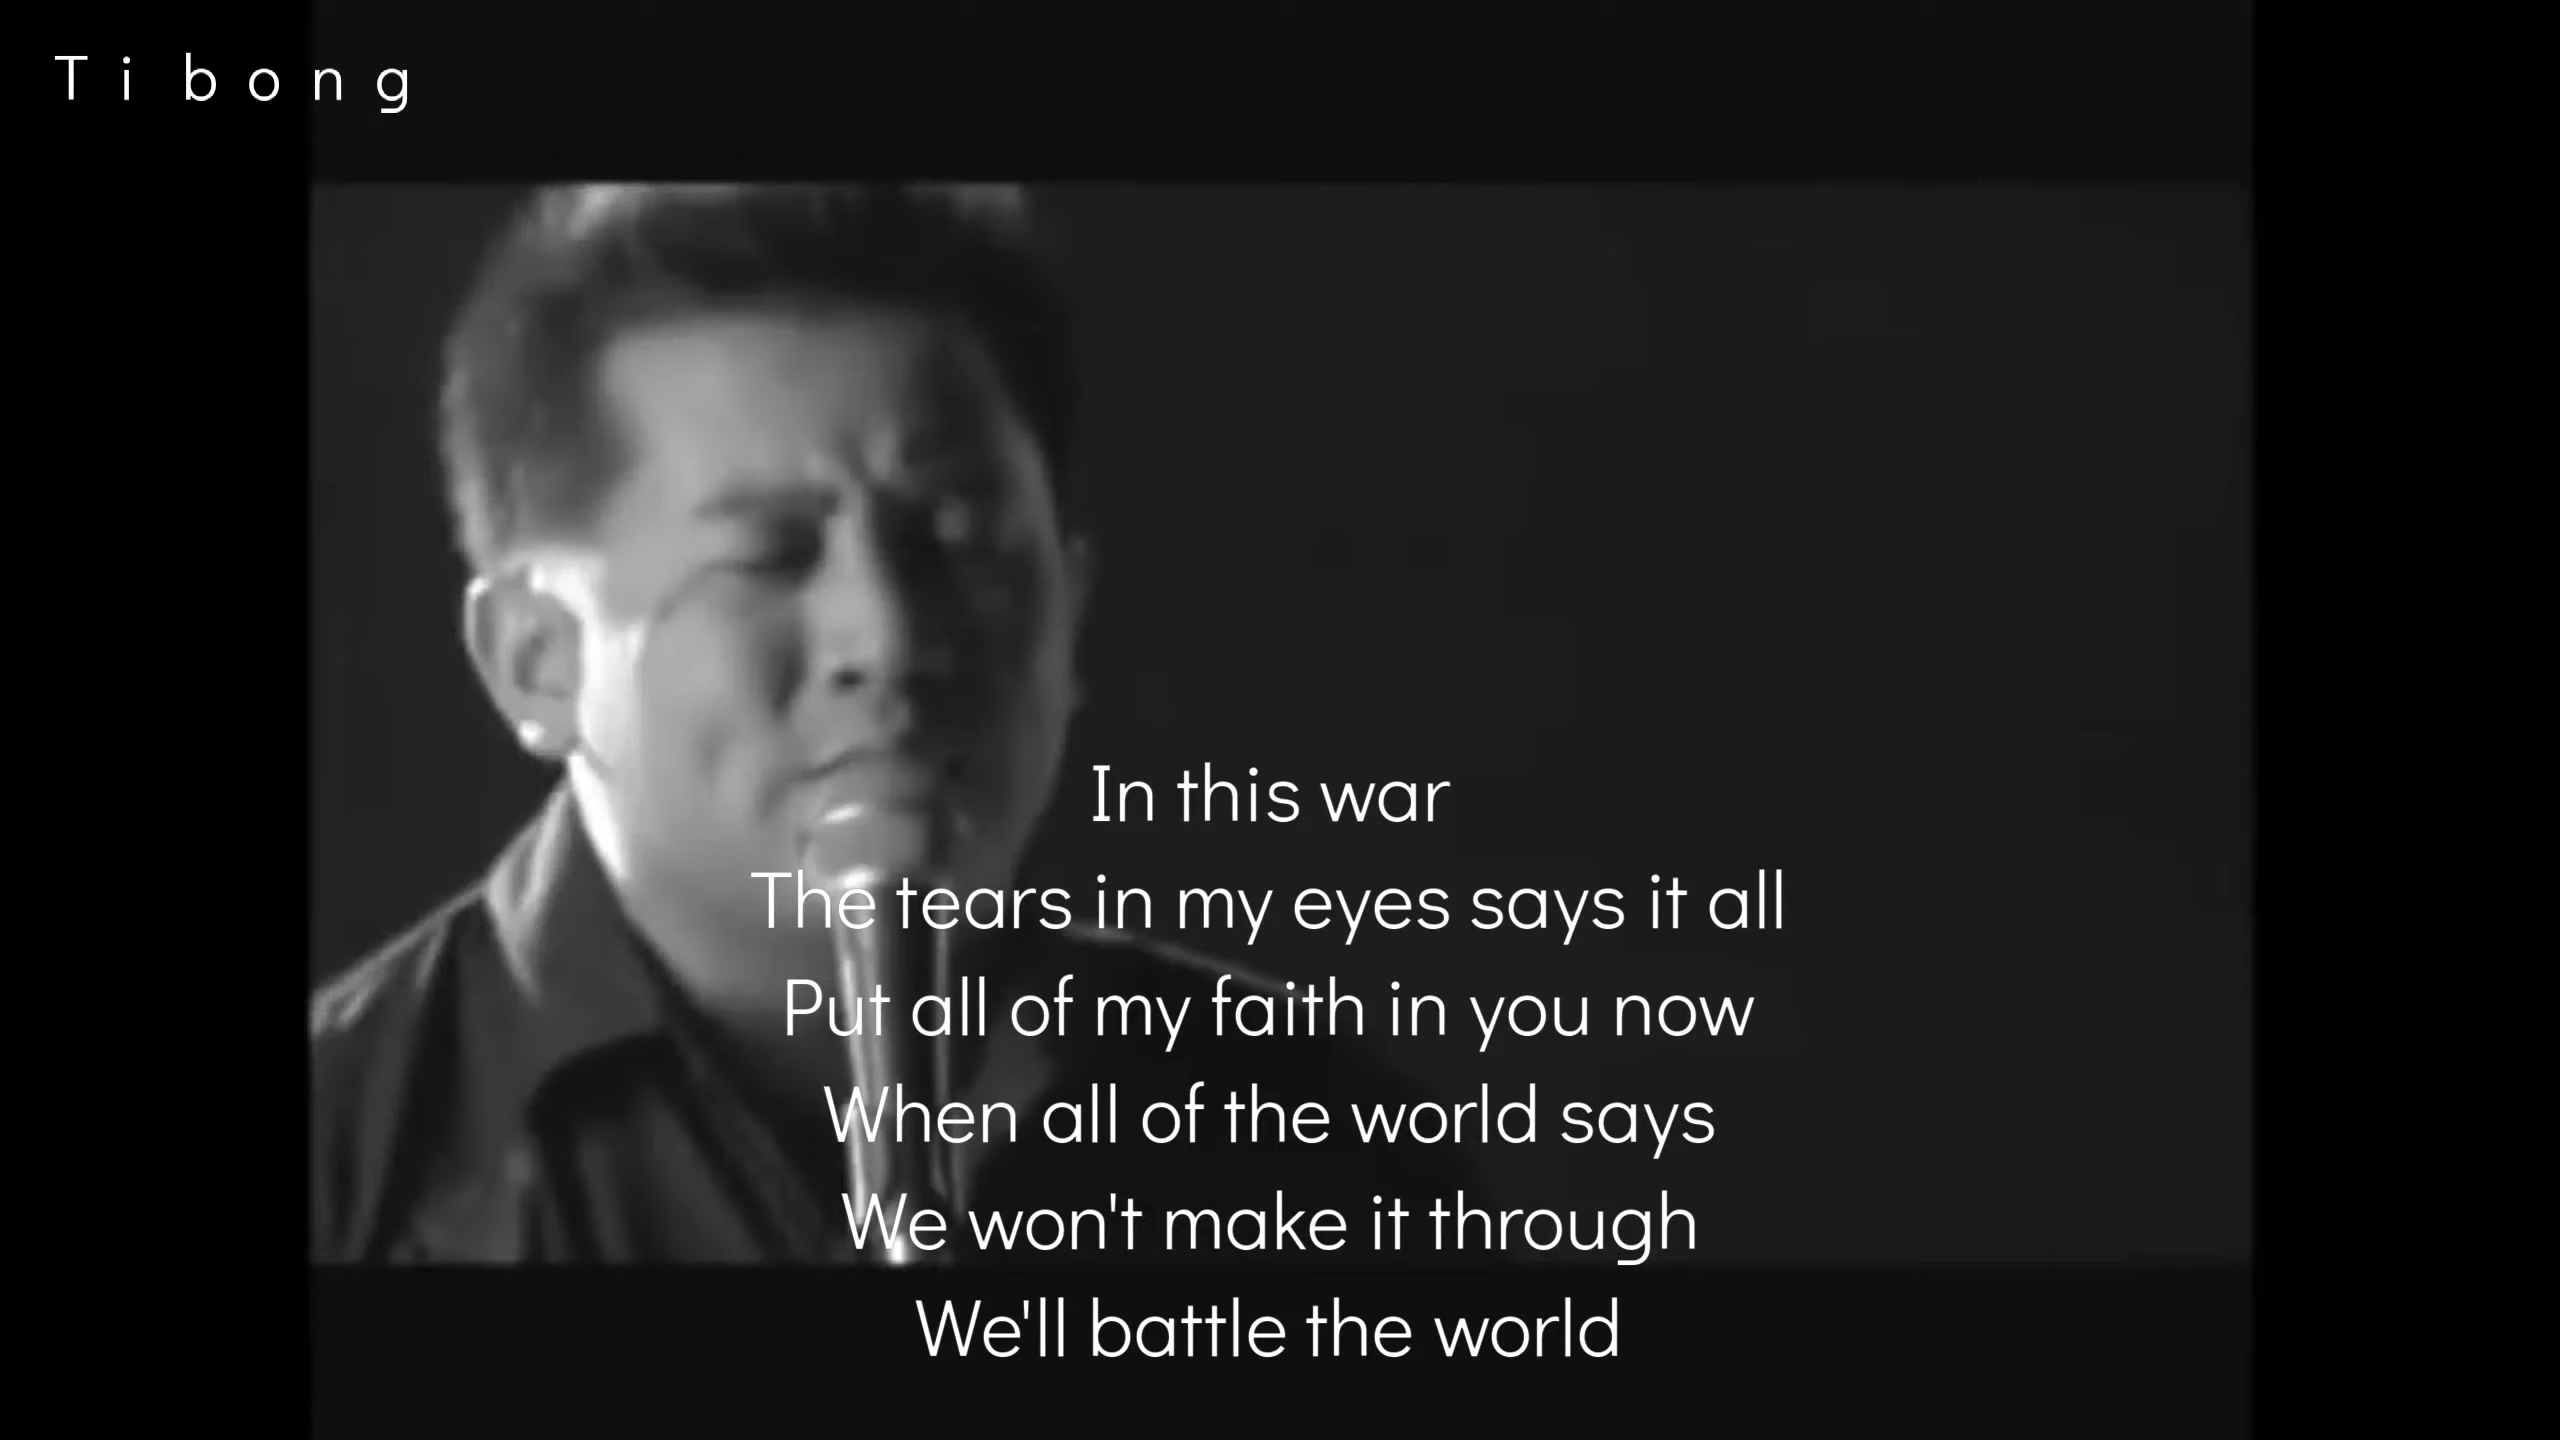 Tibong
In this war
The tears in my eyes says it all
Put all of my faith in you now
When all of the world says
We won't make it through
We'll battle the world